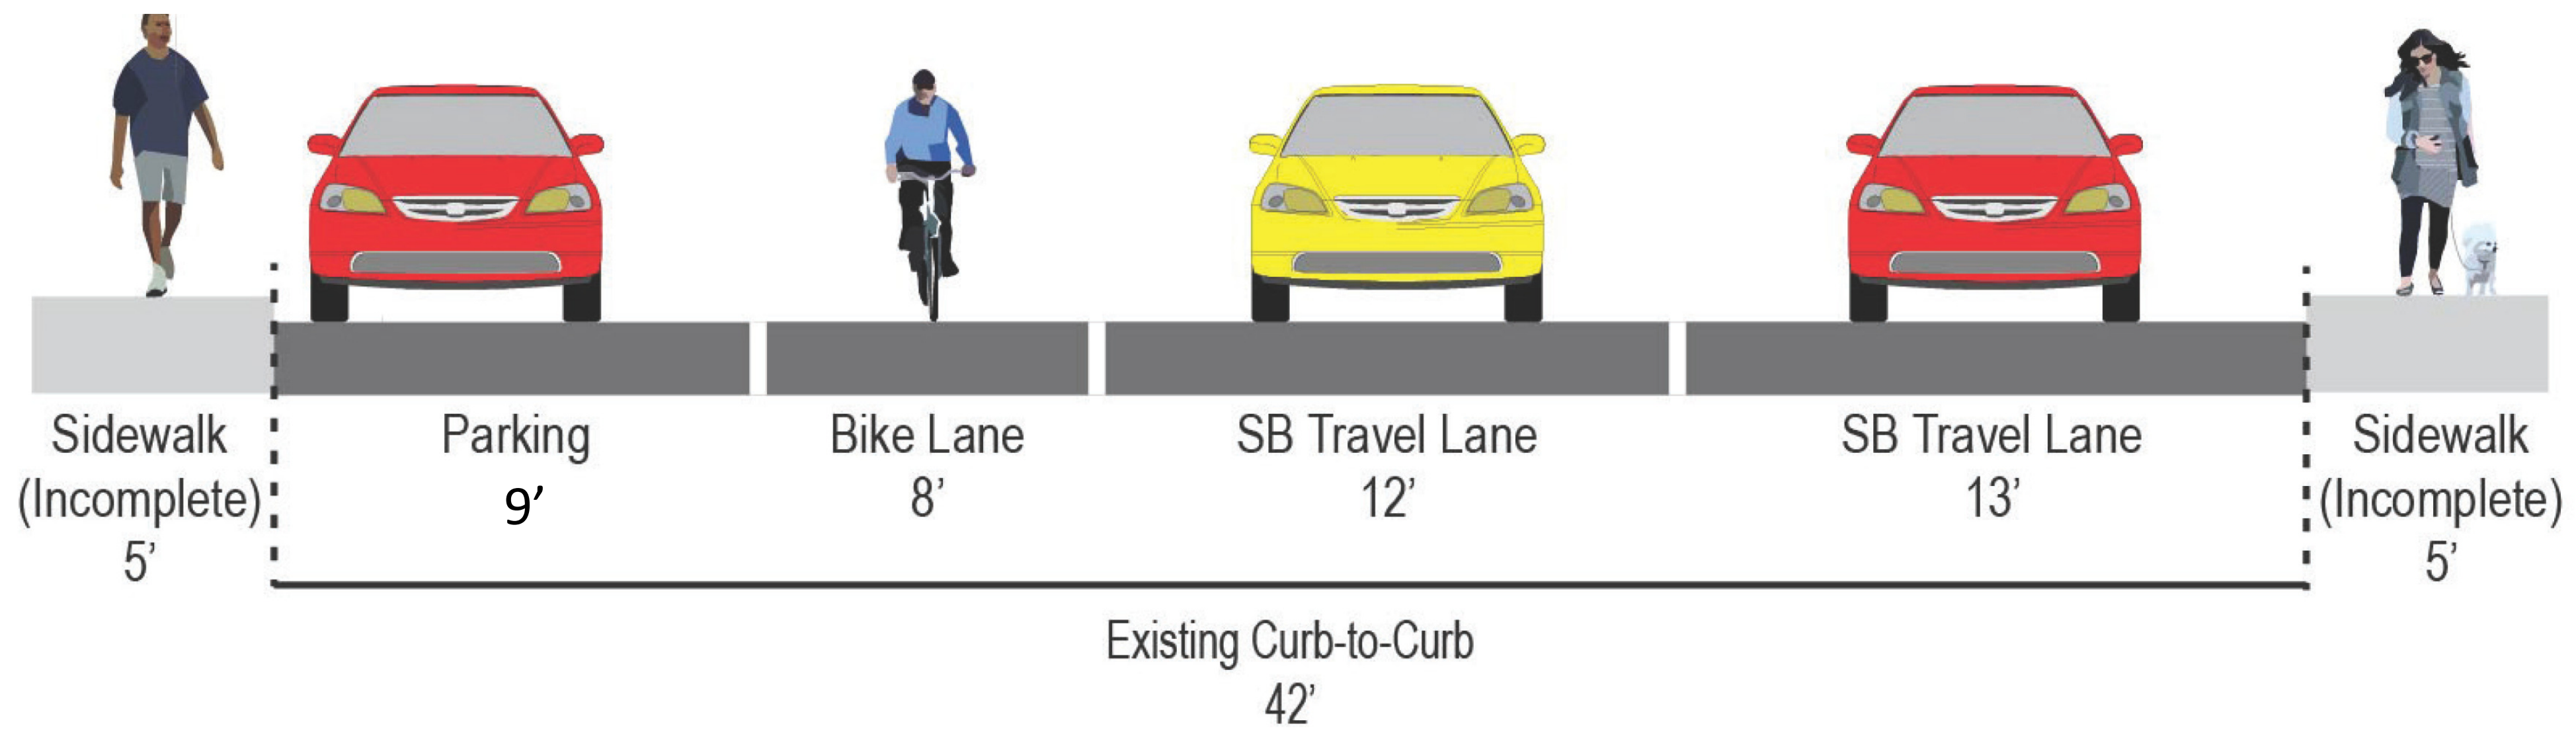 Sidewalk
(Incomplete)
5’
Parking
9’
Bike Lane
8’
SB Travel Lane
12’
SB Travel Lane
13’
Sidewalk
(Incomplete)
5’
Existing Curb-to-Curb
42’